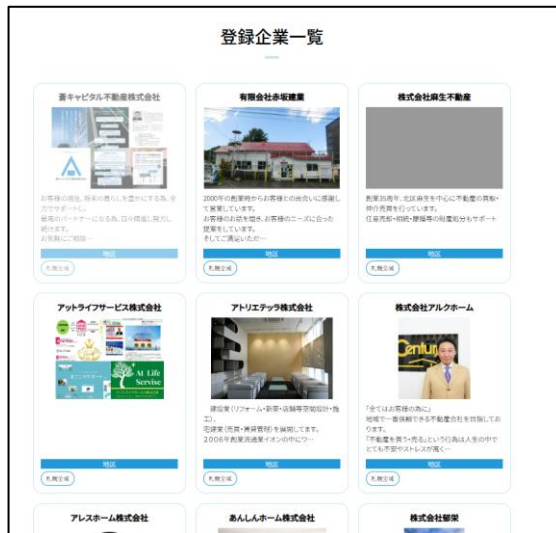 登録企業一覧
蒼キャピタル不動産株式会社
お客様の現在、将来の暮らしを豊かにする為、全
力でサポートし、
最高のパートナーになる為、日々精進し努力し
続けます。
お気軽にご相談…
地区
札幌全域
有限会社赤坂建業
2000年の創業時からお客様との出会いに感謝し
て営業しています。
お客様のお話を聞き、お客様のニーズに合った
提案をしています。
そしてご満足いただ…
地区
札幌全域
株式会社麻生不動産
創業35周年、北区麻生を中心に不動産の買取・
仲介売買を行っています。
任意売却・相続・離婚等の財産処分もサポート
地区
札幌全域
アットライフサービス株式会社
At Life
Servise
地区
札幌全域
アトリエテッラ株式会社
建設業(リフォーム・新築・店舗等空間設計・施
工)、
宅建業(売買・賃貸管理)を展開してます。
2006年創業流通業イオンの中にワ…
地区
札幌全域
株式会社アルクホーム
Centur
「全てはお客様の為に」
地域で一番信頼できる不動産会社を目指してお
ります。
「不動産を買う・売る」という行為は人生の中で
とても不安やストレスが高く…
地区
札幌全域
アレスホーム株式会社
あんしんホーム株式会社
株式会社郁栄